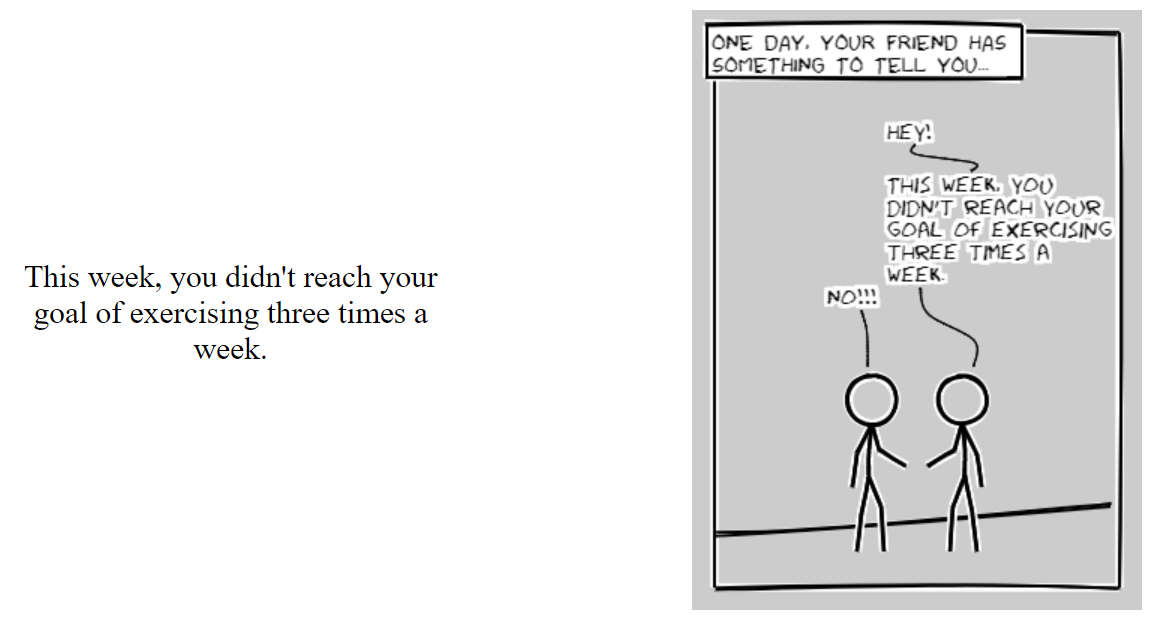 This week, you didn't reach your
goal of exercising three times a
week.
ONE DAY, YOUR FRIEND HAS
SOMETHING TO TELL YOU...
HEY!
THIS WEEK, YOU
DIDN'T REACH YOUR
GOAL OF EXERCISING
THREE TIMES A
WEEK.
NO!!!